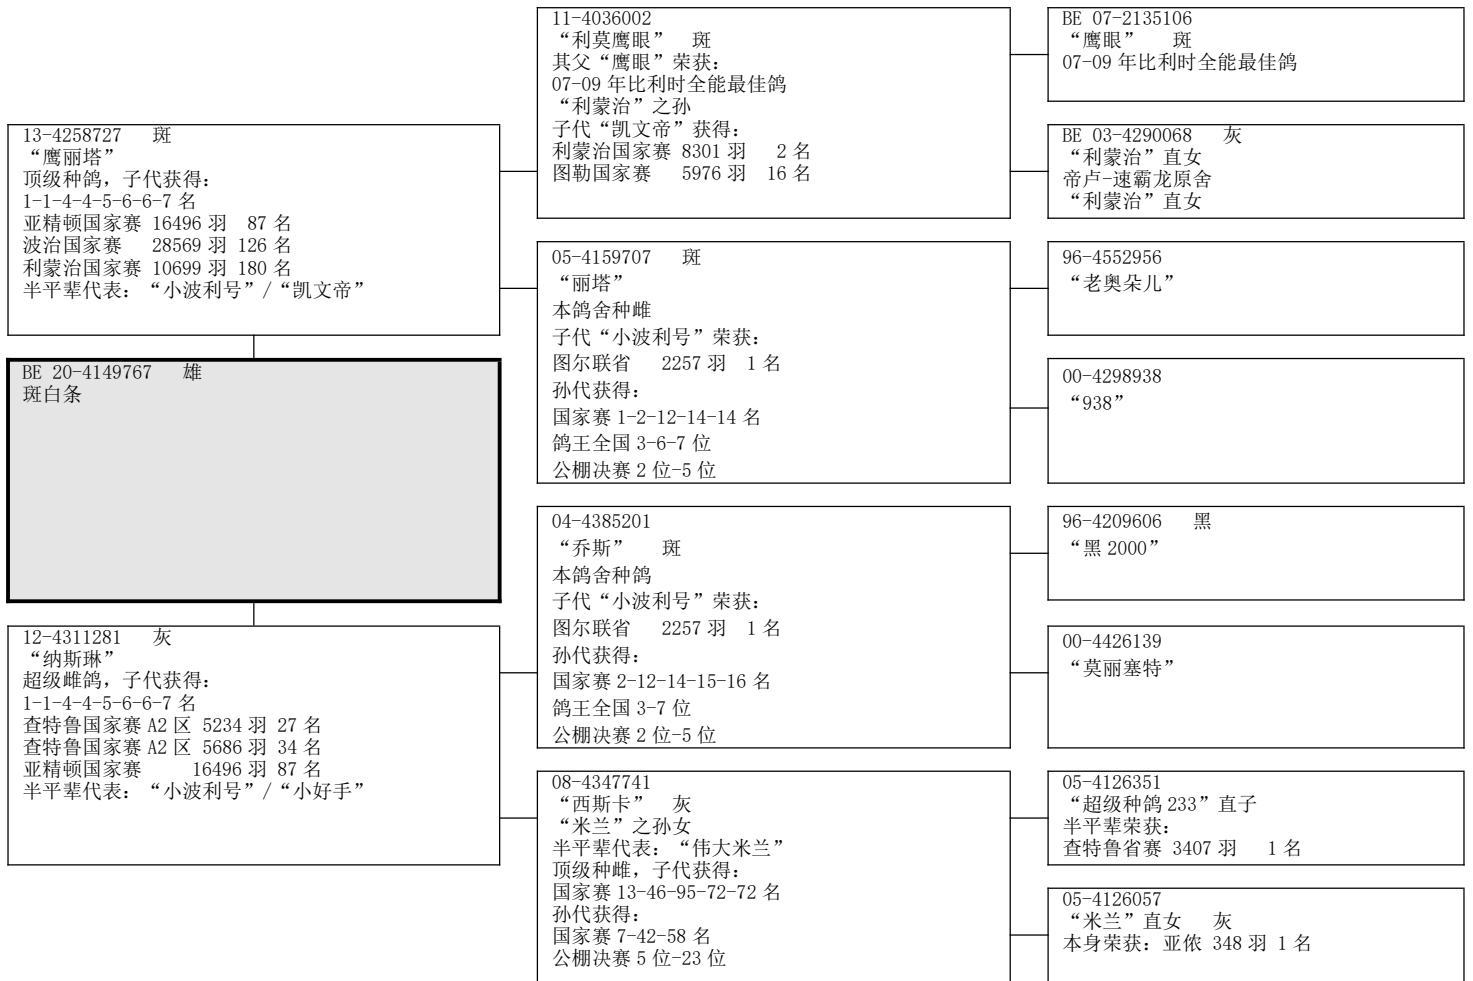 13-4258727 斑
“鹰丽塔”
顶级种鸽，子代获得：
1-1-4-4-5-6-6-7 名
亚精顿国家赛 16496 羽 87 名
波治国家赛 28569 羽 126 名
利蒙治国家赛 10699 羽 180 名
半平辈代表：“小波利号”/“凯文帝”
BE 20-4149767 雄
斑白条
12-4311281 灰
“纳斯琳”
超级雌鸽，子代获得：
1-1-4-4-5-6-6-7 名
查特鲁国家赛 A2 区 5234 羽 27 名
查特鲁国家赛 A2 区 5686 羽 34 名
亚精顿国家赛 16496 羽 87 名
半平辈代表：“小波利号”/“小好手”
11-4036002
“利莫鹰眼” 斑
其父“鹰眼”荣获：
07-09 年比利时全能最佳鸽
“利蒙治”之孙
子代“凯文帝”获得：
利蒙治国家赛 8301 羽 2 名
图勒国家赛 5976 羽 16 名
05-4159707 斑
“丽塔”
本鸽舍种雌
子代“小波利号”荣获：
图尔联省 2257 羽 1 名
孙代获得：
国家赛 1-2-12-14-14 名
鸽王全国 3-6-7 位
公棚决赛 2 位-5 位
04-4385201
“乔斯” 斑
本鸽舍种鸽
子代“小波利号”荣获：
图尔联省 2257 羽 1 名
孙代获得：
国家赛 2-12-14-15-16 名
鸽王全国 3-7 位
公棚决赛 2 位-5 位
08-4347741
“西斯卡” 灰
“米兰”之孙女
半平辈代表：“伟大米兰”
顶级种雌，子代获得：
国家赛 13-46-95-72-72 名
孙代获得：
国家赛 7-42-58 名
公棚决赛 5 位-23 位
BE 07-2135106
“鹰眼” 斑
07-09 年比利时全能最佳鸽
BE 03-4290068 灰
“利蒙治”直女
帝卢-速霸龙原舍
“利蒙治”直女
96-4552956
“老奥朵儿”
00-4298938
“938”
96-4209606 黑
“黑 2000”
00-4426139
“莫丽塞特”
05-4126351
“超级种鸽 233”直子
半平辈荣获：
查特鲁省赛 3407 羽 1 名
05-4126057
“米兰”直女 灰
本身荣获：亚依 348 羽 1 名